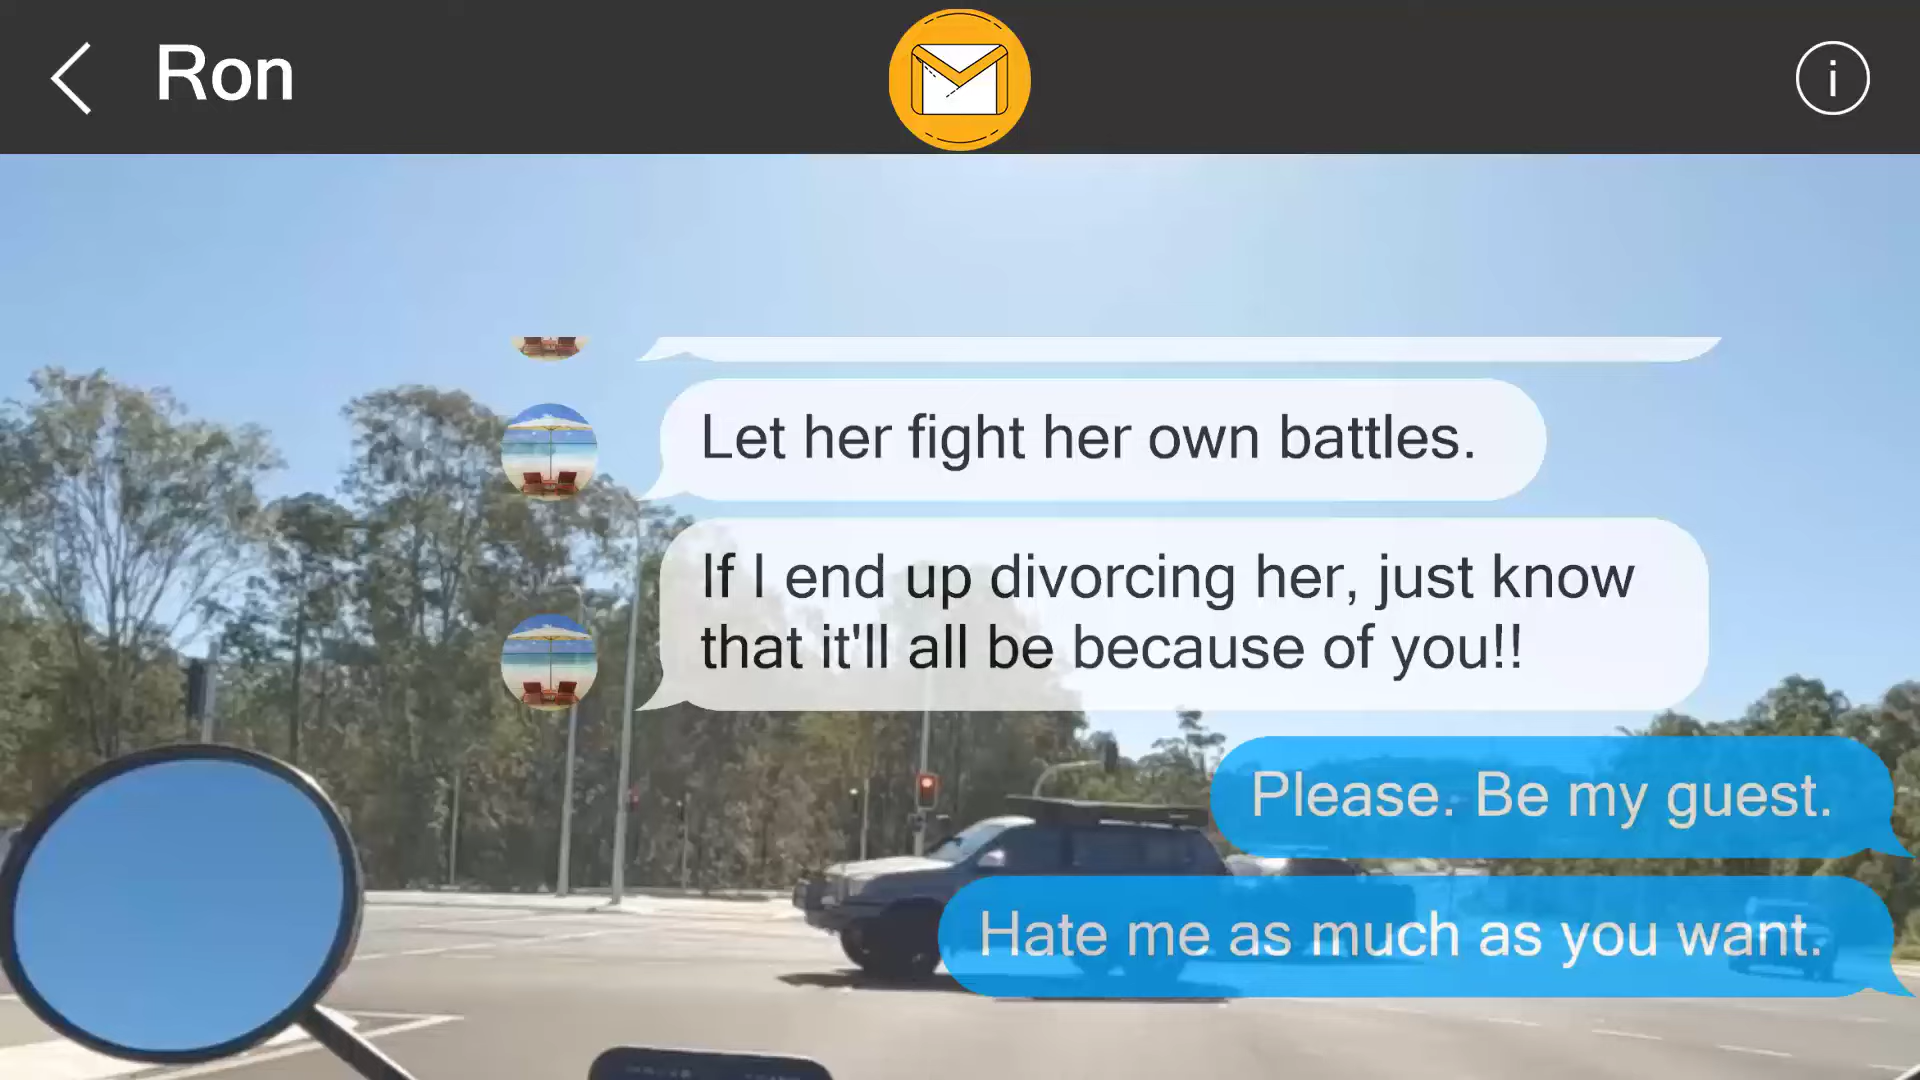 Ron
Let her fight her own battles.
If I end up divorcing her, just know
that it'll all be because of you!!
Please. Be my guest.
Hate me as much as you want.